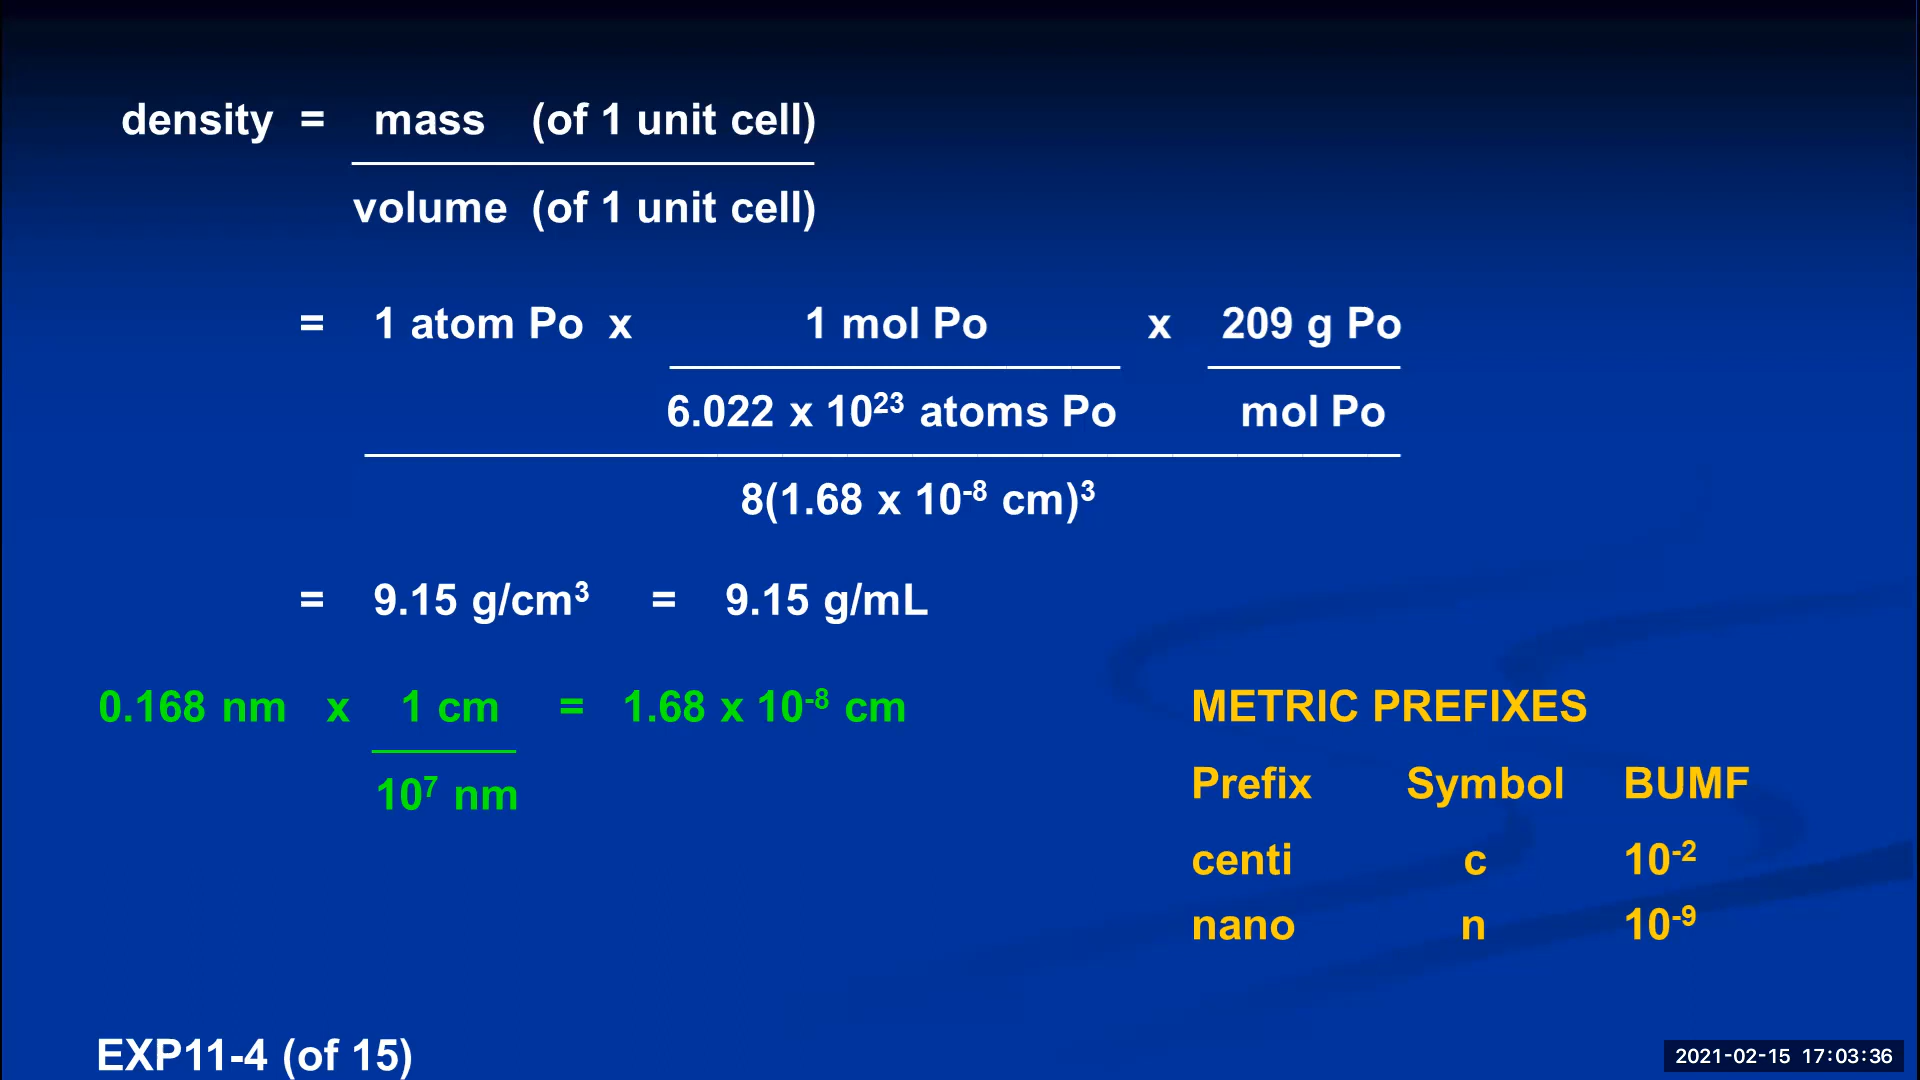 density = mass (of 1 unit cell)
volume (of 1 unit cell)
= 1 atom Po x 1 mol Po x 209 g Po
6.022 x 10²³ atoms Po mol Po
8(1.68 x 10⁻⁸ cm)³
= 9.15 g/cm³ = 9.15 g/mL
0.168 nm x 1 cm = 1.68 x 10⁻⁸ cm
10⁷ nm
METRIC PREFIXES
Prefix Symbol BUMF
centi c 10⁻²
nano n 10⁻⁹
EXP11-4 (of 15)
2021-02-15 17:03:36